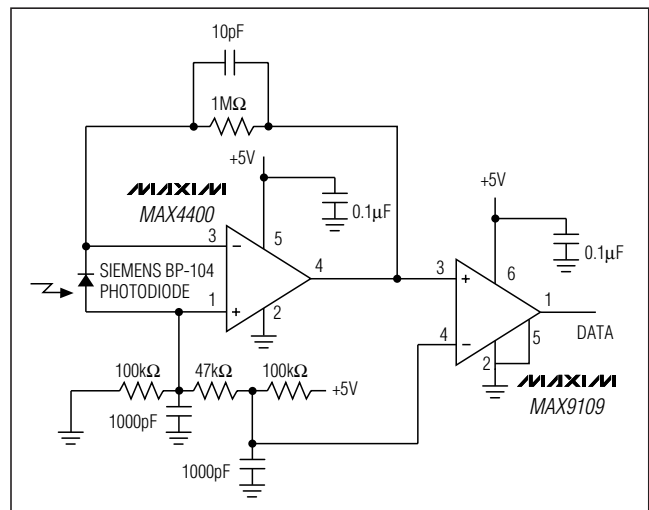 10pF
1MΩ
+5V
0.1µF
MAXIM
MAX4400
3
−
5
4
1
+
2
SIEMENS BP-104
PHOTODIODE
+5V
0.1µF
6
3
+
1
4
−
5
2
DATA
MAXIM
MAX9109
100kΩ
47kΩ
100kΩ
+5V
1000pF
1000pF